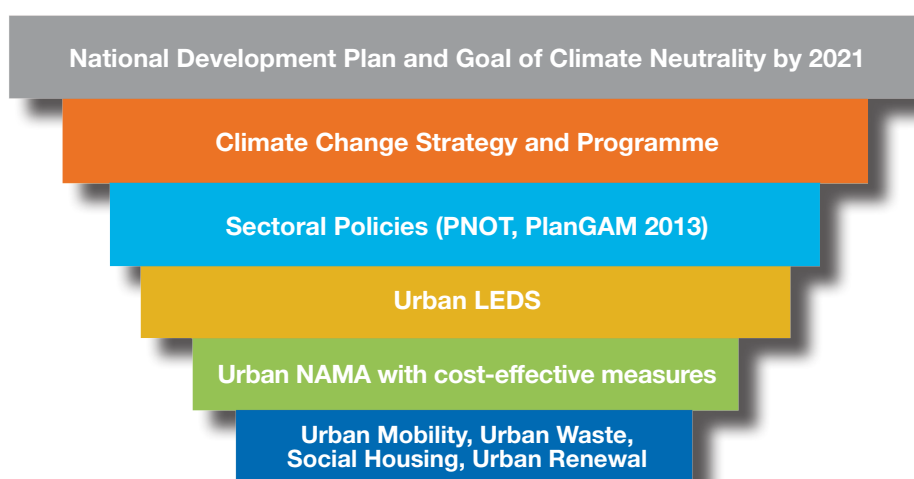 National Development Plan and Goal of Climate Neutrality by 2021
Climate Change Strategy and Programme
Sectoral Policies (PNOT, PlanGAM 2013)
Urban LEDS
Urban NAMA with cost-effective measures
Urban Mobility, Urban Waste,
Social Housing, Urban Renewal